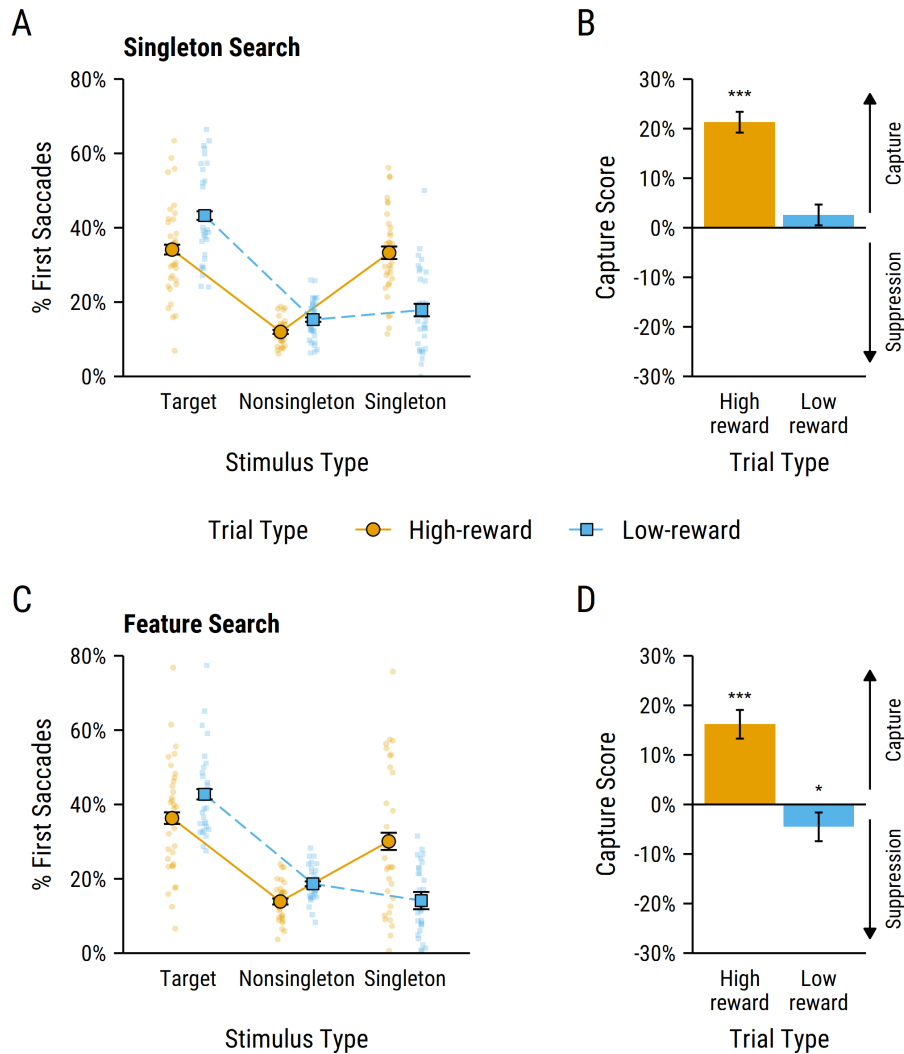 A
Singleton Search
80%
60%
40%
20%
0%
% First Saccades
Target Nonsingleton Singleton
Stimulus Type
B
30%
20%
10%
0%
-10%
-20%
-30%
Capture Score
***
Capture
Suppression
High reward
Low reward
Trial Type
Trial Type High-reward Low-reward
C
Feature Search
80%
60%
40%
20%
0%
% First Saccades
Target Nonsingleton Singleton
Stimulus Type
D
30%
20%
10%
0%
-10%
-20%
-30%
Capture Score
***
*
Capture
Suppression
High reward
Low reward
Trial Type